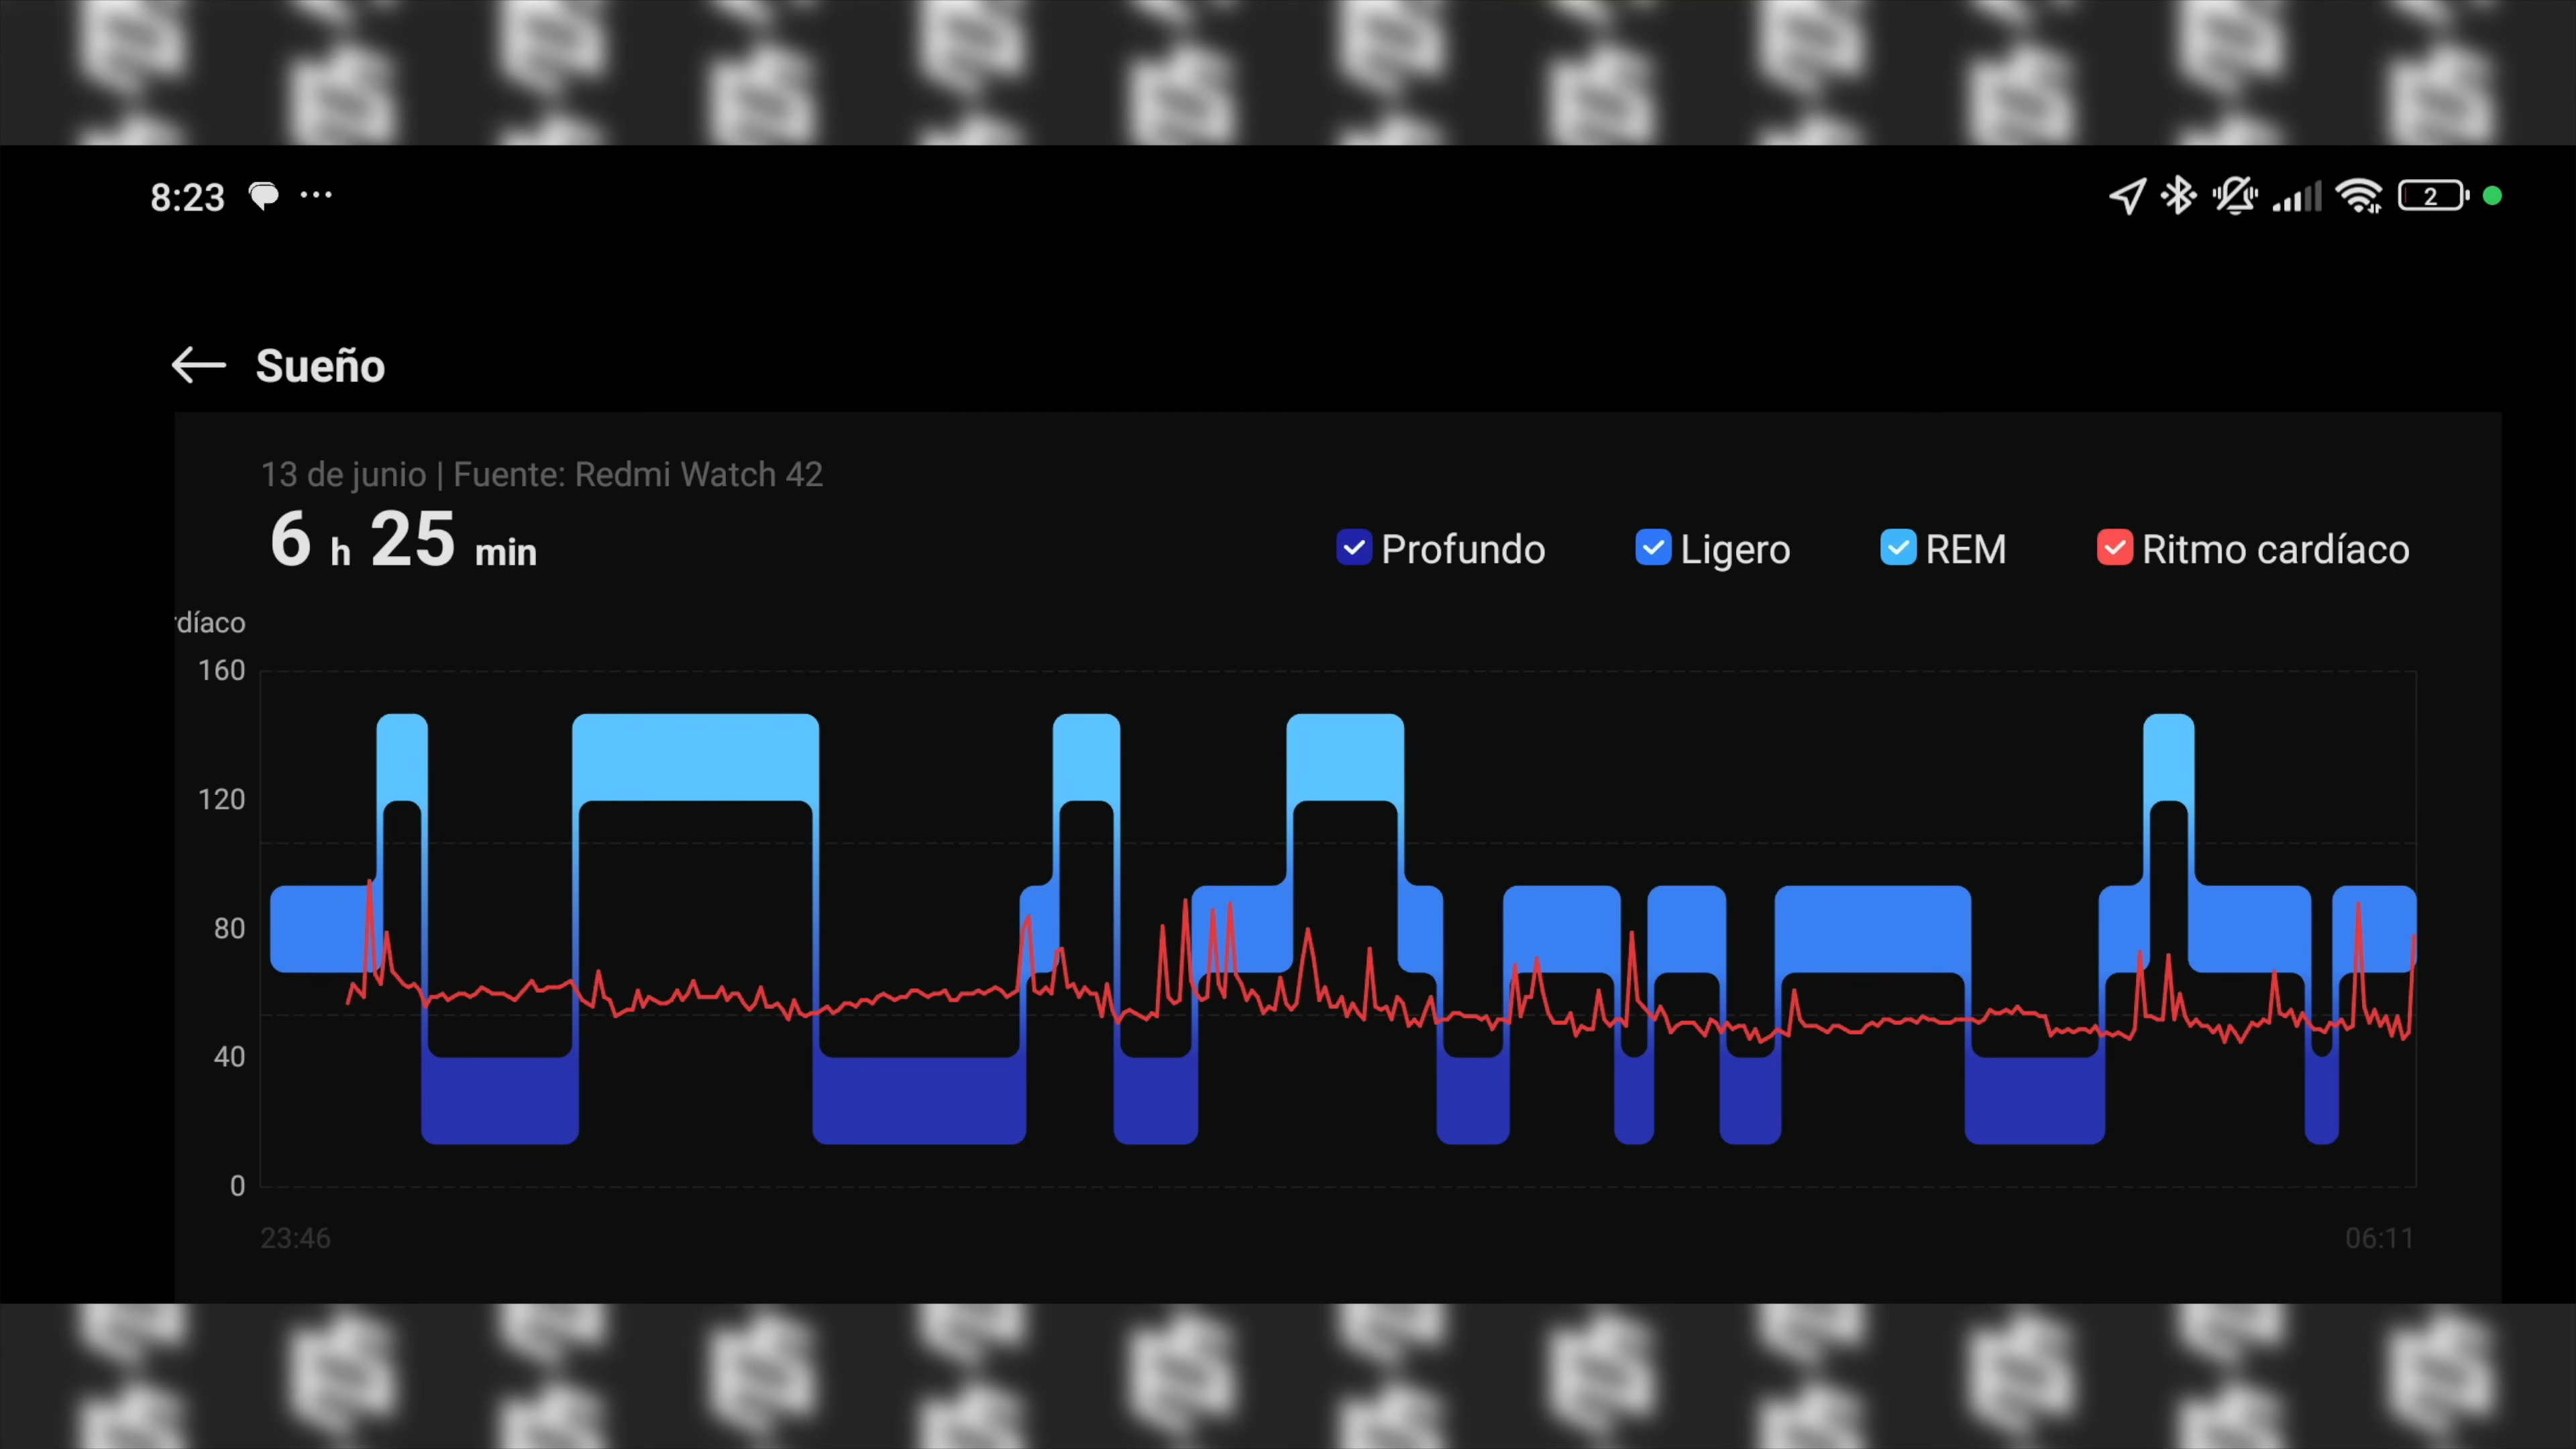 8:23 ...
2
Sueño
13 de junio | Fuente: Redmi Watch 42
6 h 25 min
Profundo Ligero REM Ritmo cardíaco
rdíaco
160
120
80
40
0
23:46 06:11